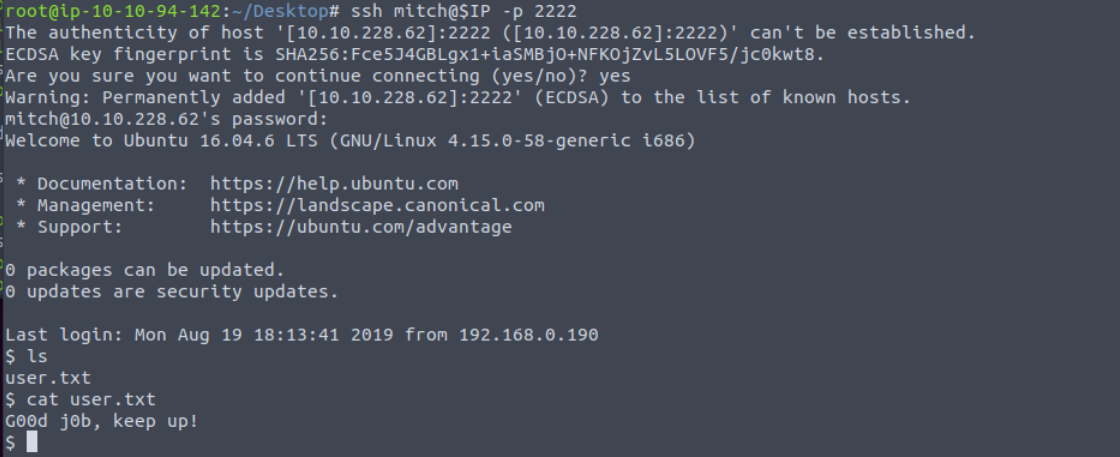 root@ip-10-10-94-142:~/Desktop# ssh mitch@$IP -p 2222
The authenticity of host '[10.10.228.62]:2222 ([10.10.228.62]:2222)' can't be established.
ECDSA key fingerprint is SHA256:Fce5J4GBLgx1+iaSMBjO+NFKOjZvL5LOVF5/jc0kwt8.
Are you sure you want to continue connecting (yes/no)? yes
Warning: Permanently added '[10.10.228.62]:2222' (ECDSA) to the list of known hosts.
mitch@10.10.228.62's password:
Welcome to Ubuntu 16.04.6 LTS (GNU/Linux 4.15.0-58-generic i686)
* Documentation:  https://help.ubuntu.com
* Management:     https://landscape.canonical.com
* Support:        https://ubuntu.com/advantage
0 packages can be updated.
0 updates are security updates.
Last login: Mon Aug 19 18:13:41 2019 from 192.168.0.190
$ ls
user.txt
$ cat user.txt
G00d j0b, keep up!
$